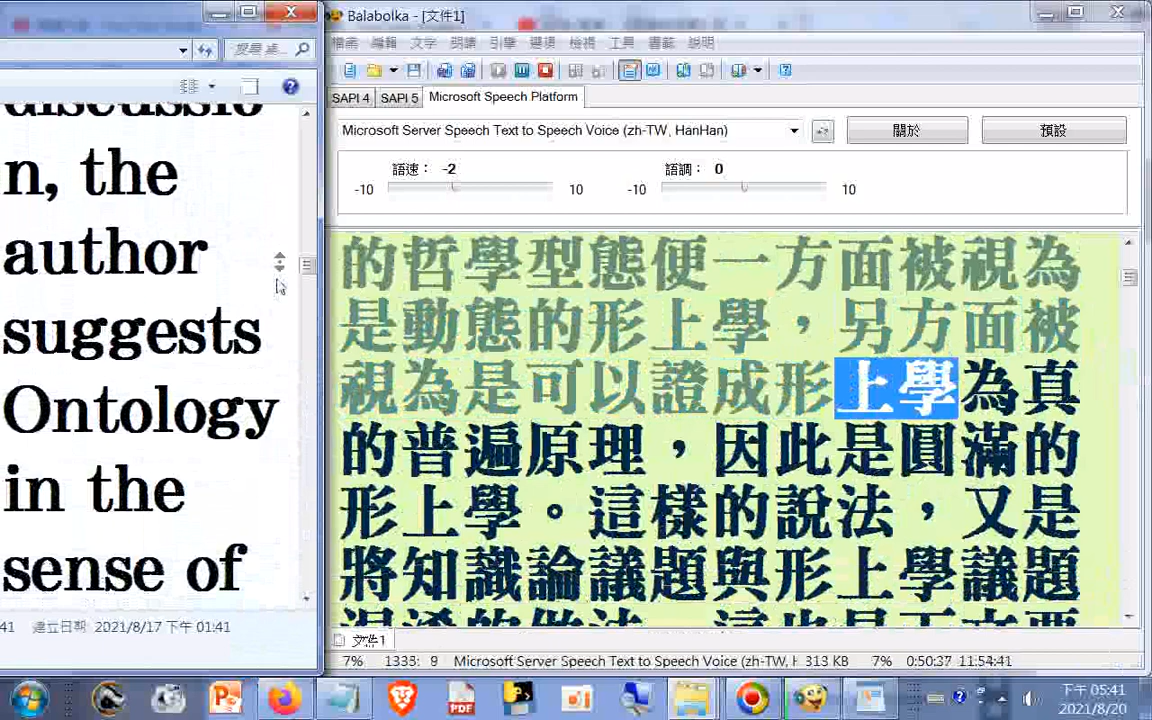 Balabolka - [文件1]
檔案 編輯 文字 朗讀 引擎 選項 檢視 工具 書籤 說明
搜尋 桌...
SAPI 4 SAPI 5 Microsoft Speech Platform
Microsoft Server Speech Text to Speech Voice (zh-TW, HanHan)
關於
預設
語速： -2
語調： 0
-10 10 -10 10
discussio
n, the
author
suggests
Ontology
in the
sense of
:41 建立日期: 2021/8/17 下午 01:41
的哲學型態便一方面被視為
是動態的形上學，另方面被
視為是可以證成形上學為真
的普遍原理，因此是圓滿的
形上學。這樣的說法，又是
將知識論議題與形上學議題
文件1
7% 1333: 9 Microsoft Server Speech Text to Speech Voice (zh-TW, H 313 KB 7% 0:50:37 11:54:41
下午 05:41
2021/8/20